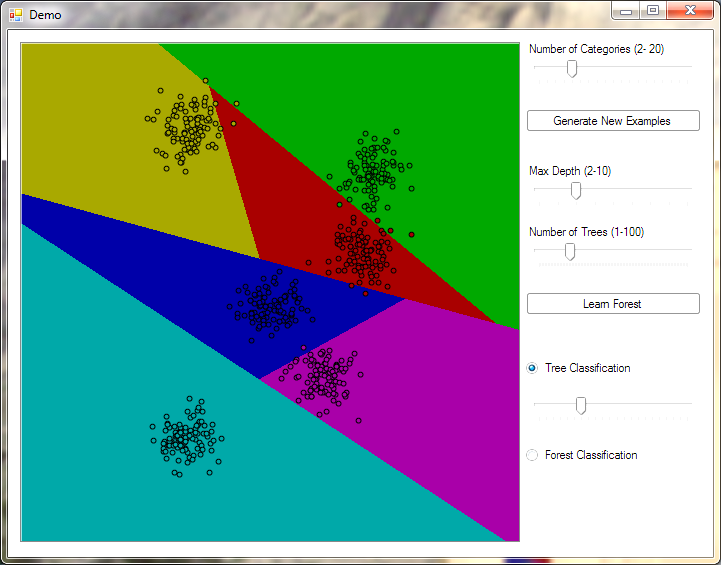 Demo
Number of Categories (2- 20)
Generate New Examples
Max Depth (2-10)
Number of Trees (1-100)
Learn Forest
Tree Classification
Forest Classification